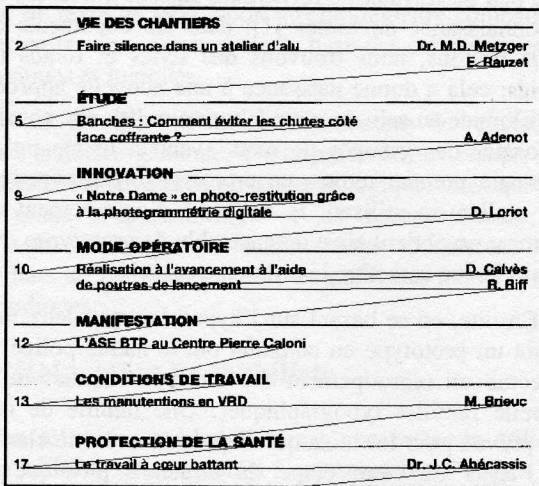 VIE DES CHANTIERS
2 Faire silence dans un atelier d'alu Dr. M.D. Metzger
E. Rauzet
ÉTUDE
5 Banches : Comment éviter les chutes côté
face coffrante ? A. Adenot
INNOVATION
9 « Notre Dame » en photo-restitution grâce
à la photogrammétrie digitale D. Loriot
MODE OPÉRATOIRE
10 Réalisation à l'avancement à l'aide D. Calvès
de poutres de lancement R. Riff
MANIFESTATION
12 L'ASE BTP au Centre Pierre Caloni
CONDITIONS DE TRAVAIL
13 Les manutentions en VRD M. Brieuc
PROTECTION DE LA SANTÉ
17 Le travail à cœur battant Dr. J.C. Abécassis